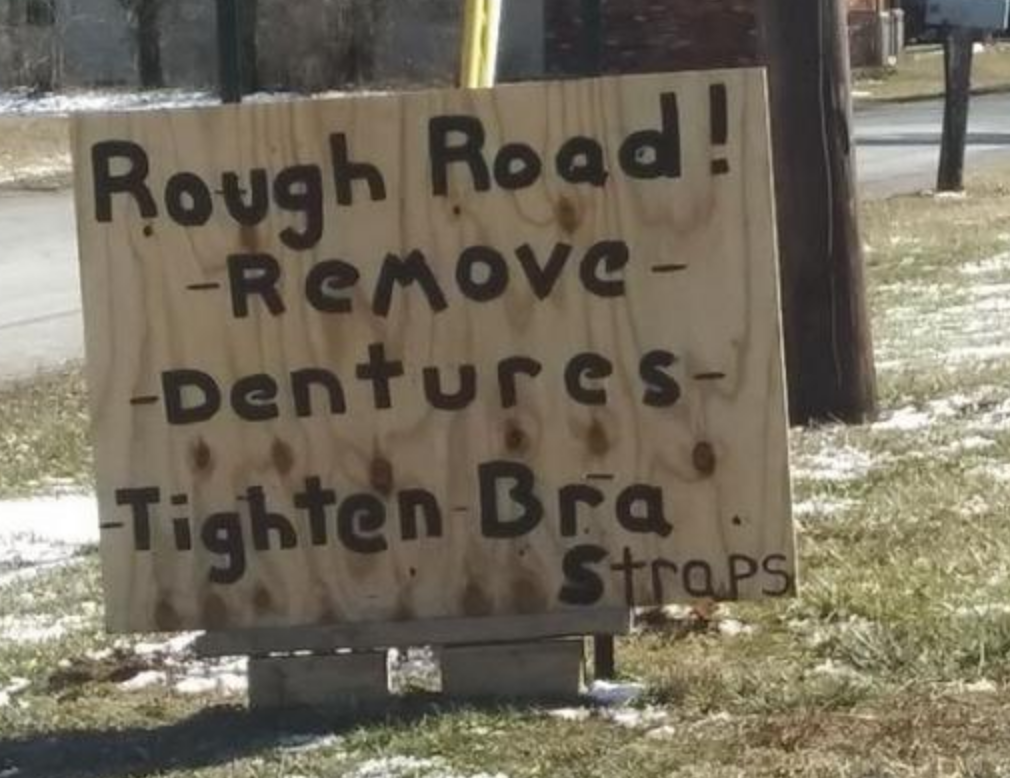 Rough Road!
-Remove-
-Dentures-
-Tighten-Bra
Straps